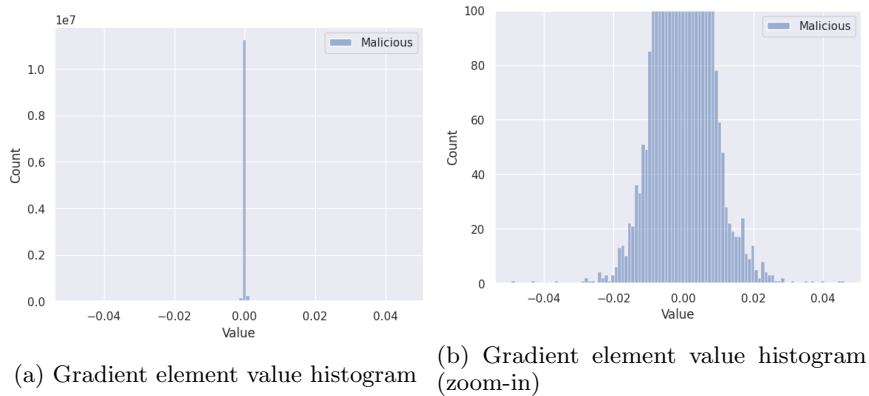 1e7
Malicious
1.0
0.8
0.6
0.4
0.2
0.0
Count
−0.04 −0.02 0.00 0.02 0.04
Value
(a) Gradient element value histogram
100
Malicious
80
60
40
20
0
Count
−0.04 −0.02 0.00 0.02 0.04
Value
(b) Gradient element value histogram
(zoom-in)